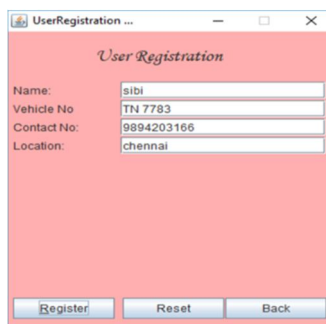 UserRegistration ...
User Registration
Name: sibi
Vehicle No TN 7783
Contact No: 9894203166
Location: chennai
Register Reset Back